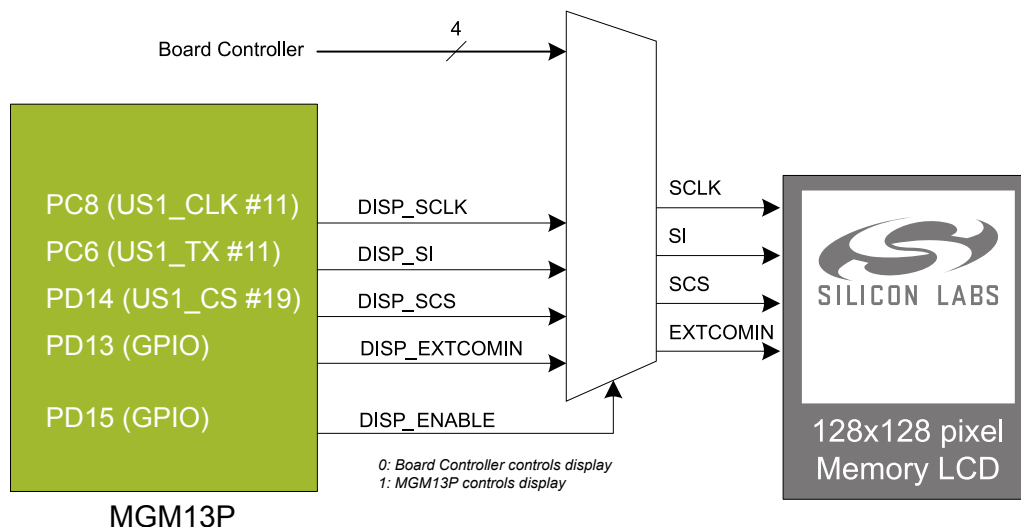 4
Board Controller
PC8 (US1_CLK #11)
DISP_SCLK
SCLK
PC6 (US1_TX #11)
DISP_SI
SI
PD14 (US1_CS #19)
DISP_SCS
SCS
PD13 (GPIO)
DISP_EXTCOMIN
EXTCOMIN
PD15 (GPIO)
DISP_ENABLE
SILICON LABS
128x128 pixel
Memory LCD
0: Board Controller controls display
1: MGM13P controls display
MGM13P